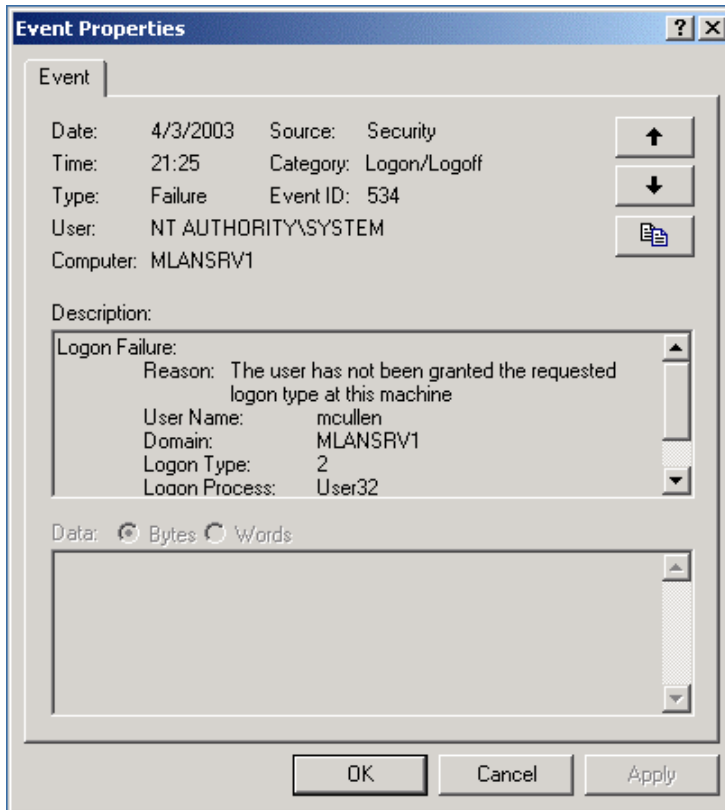 Event Properties
Event
Date: 4/3/2003 Source: Security
Time: 21:25 Category: Logon/Logoff
Type: Failure Event ID: 534
User: NT AUTHORITY\SYSTEM
Computer: MLANSRV1
Description:
Logon Failure:
Reason: The user has not been granted the requested
logon type at this machine
User Name: mcullen
Domain: MLANSRV1
Logon Type: 2
Logon Process: User32
Data: Bytes Words
OK Cancel Apply